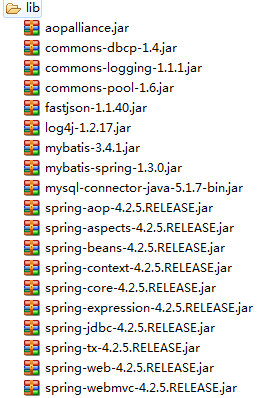 lib
aopalliance.jar
commons-dbcp-1.4.jar
commons-logging-1.1.1.jar
commons-pool-1.6.jar
fastjson-1.1.40.jar
log4j-1.2.17.jar
mybatis-3.4.1.jar
mybatis-spring-1.3.0.jar
mysql-connector-java-5.1.7-bin.jar
spring-aop-4.2.5.RELEASE.jar
spring-aspects-4.2.5.RELEASE.jar
spring-beans-4.2.5.RELEASE.jar
spring-context-4.2.5.RELEASE.jar
spring-core-4.2.5.RELEASE.jar
spring-expression-4.2.5.RELEASE.jar
spring-jdbc-4.2.5.RELEASE.jar
spring-tx-4.2.5.RELEASE.jar
spring-web-4.2.5.RELEASE.jar
spring-webmvc-4.2.5.RELEASE.jar